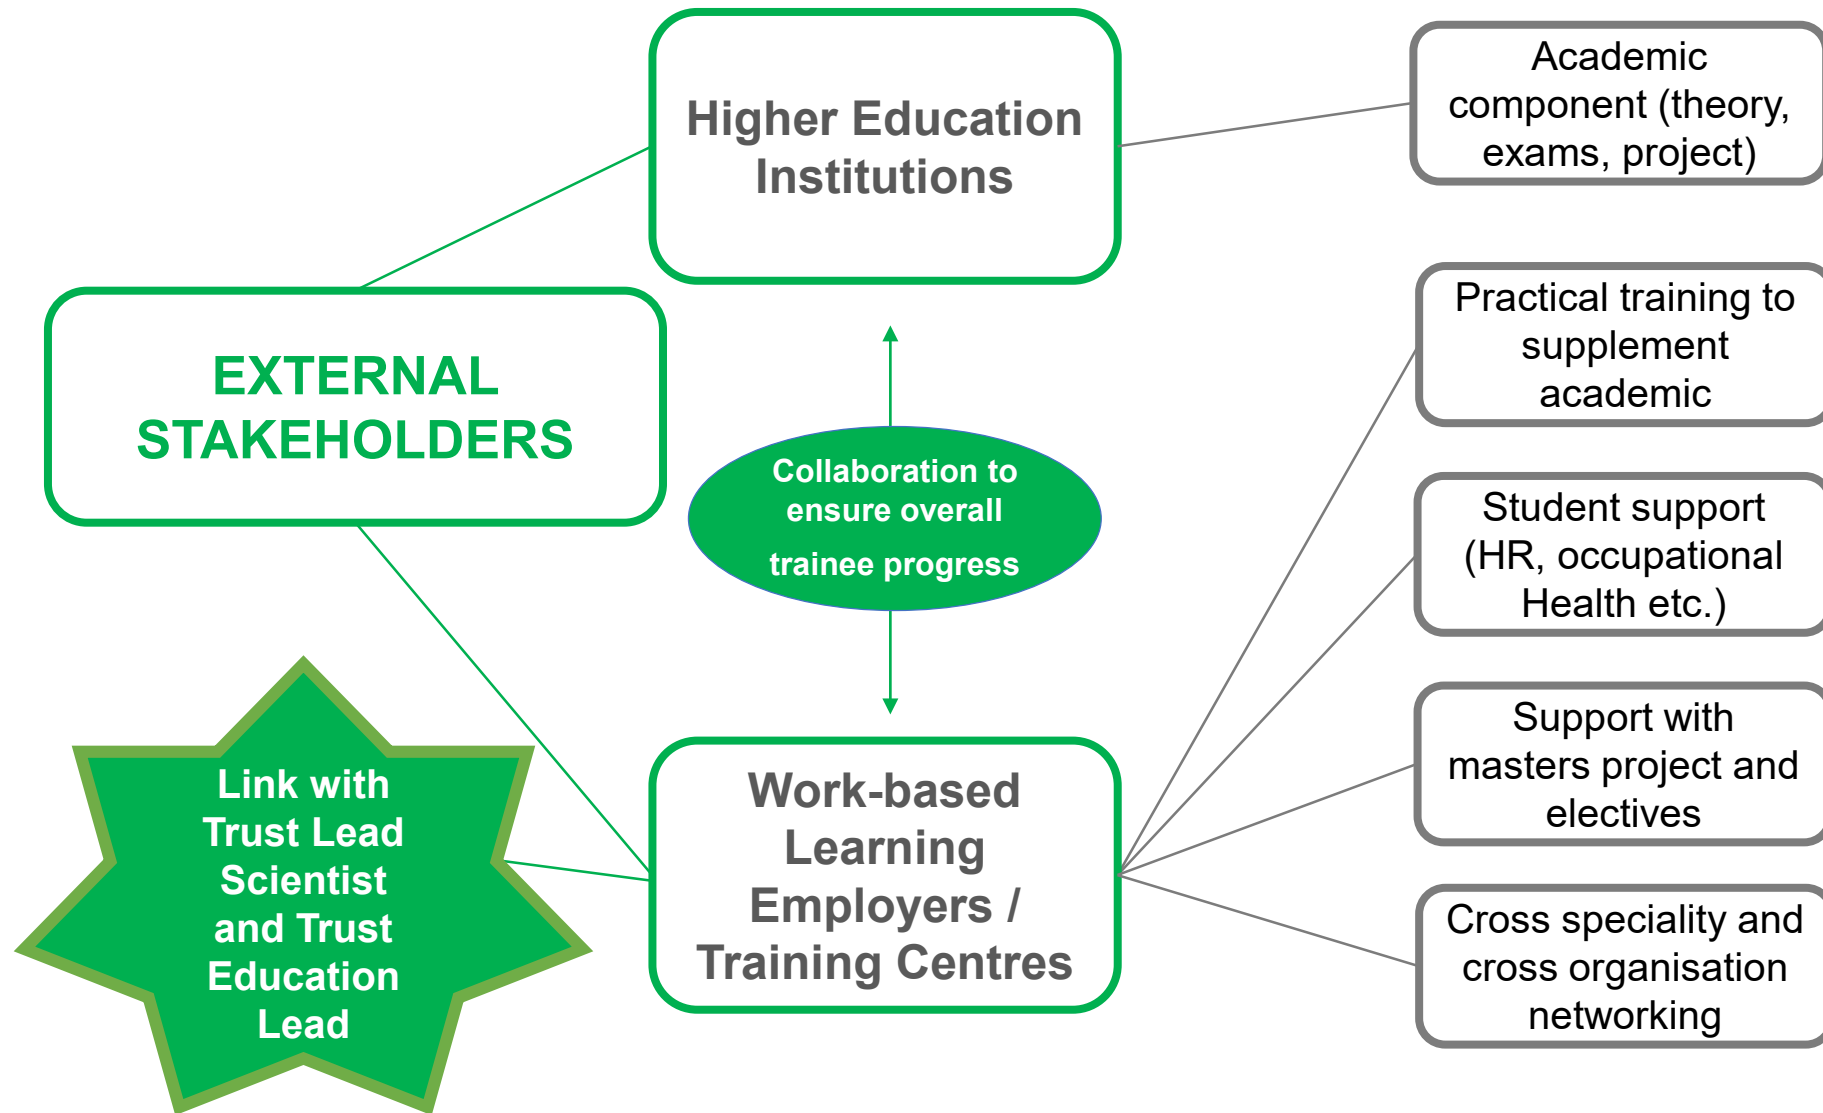 Higher Education
Institutions
Academic
component (theory,
exams, project)
EXTERNAL
STAKEHOLDERS
Practical training to
supplement
academic
Collaboration to
ensure overall
trainee progress
Student support
(HR, occupational
Health etc.)
Link with
Trust Lead
Scientist
and Trust
Education
Lead
Work-based
Learning
Employers /
Training Centres
Support with
masters project and
electives
Cross speciality and
cross organisation
networking